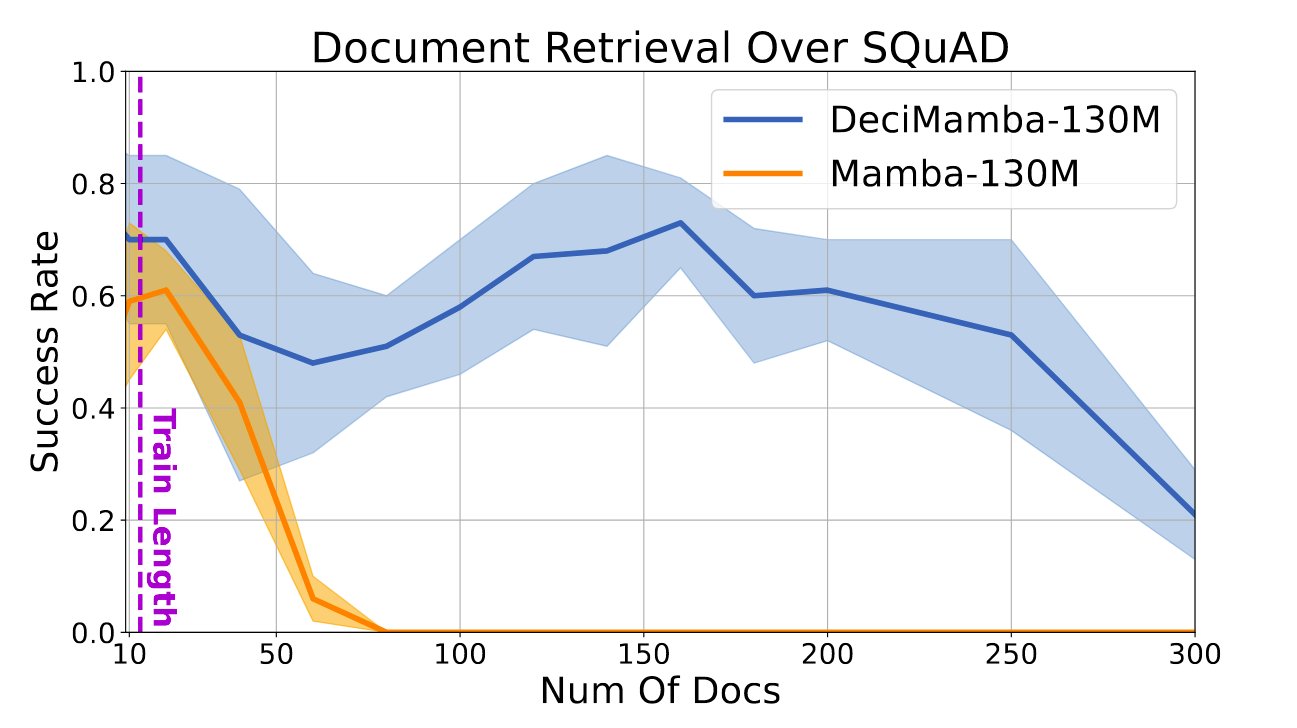 Document Retrieval Over SQuAD
DeciMamba-130M
Mamba-130M
Success Rate
1.0
0.8
0.6
0.4
0.2
0.0
Train Length
10 50 100 150 200 250 300
Num Of Docs